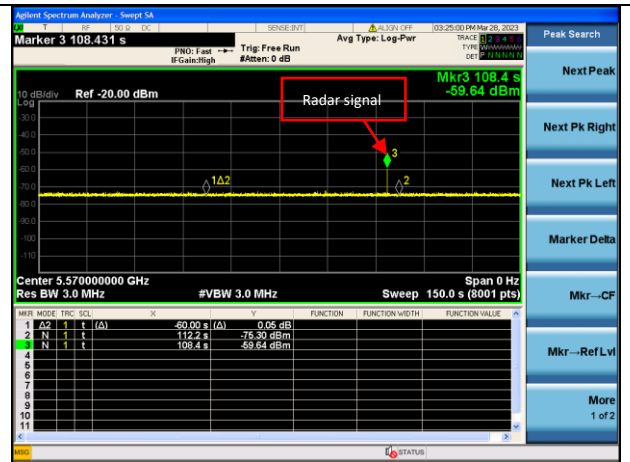 Agilent Spectrum Analyzer - Swept SA
T RF 50 Ω DC SENSE:INT ALIGN OFF 03:25:00 PM Mar 28, 2023
Marker 3 108.431 s
PNO: Fast
IFGain:High
Trig: Free Run
#Atten: 0 dB
Avg Type: Log-Pwr
TRACE 1 2 3 4 5 6
TYPE
DET P N N N N N
Peak Search
Next Peak
Next Pk Right
Next Pk Left
Marker Delta
Mkr→CF
Mkr→RefLvl
More
1 of 2
Mkr3 108.4 s
-59.64 dBm
10 dB/div Ref -20.00 dBm
Log
Radar signal
-30.0
-40.0
-50.0
-60.0
-70.0
-80.0
-90.0
-100
-110
3
1Δ2
2
Center 5.570000000 GHz Span 0 Hz
Res BW 3.0 MHz #VBW 3.0 MHz Sweep 150.0 s (8001 pts)
MKR MODE TRC SCL X Y FUNCTION FUNCTION WIDTH FUNCTION VALUE
1 Δ2 1 t (Δ) -60.00 s (Δ) 0.05 dB
2 N 1 t 112.2 s -75.30 dBm
3 N 1 t 108.4 s -59.64 dBm
4
5
6
7
8
9
10
11
MSG STATUS